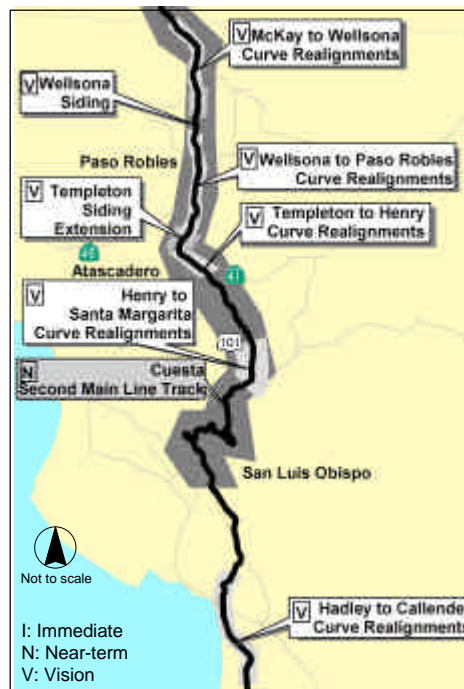 V McKay to Wellsona
Curve Realignments
V Wellsona
Siding
Paso Robles
V Wellsona to Paso Robles
Curve Realignments
V Templeton
Siding
Extension
V Templeton to Henry
Curve Realignments
46
Atascadero
41
V Henry to
Santa Margarita
Curve Realignments
101
N Cuesta
Second Main Line Track
San Luis Obispo
Not to scale
V Hadley to Callende
Curve Realignments
I: Immediate
N: Near-term
V: Vision